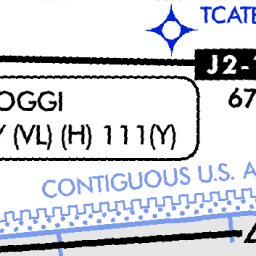 TCATE
J2-
67
OGGI
(VL) (H) 111(Y)
CONTIGUOUS U.S. A